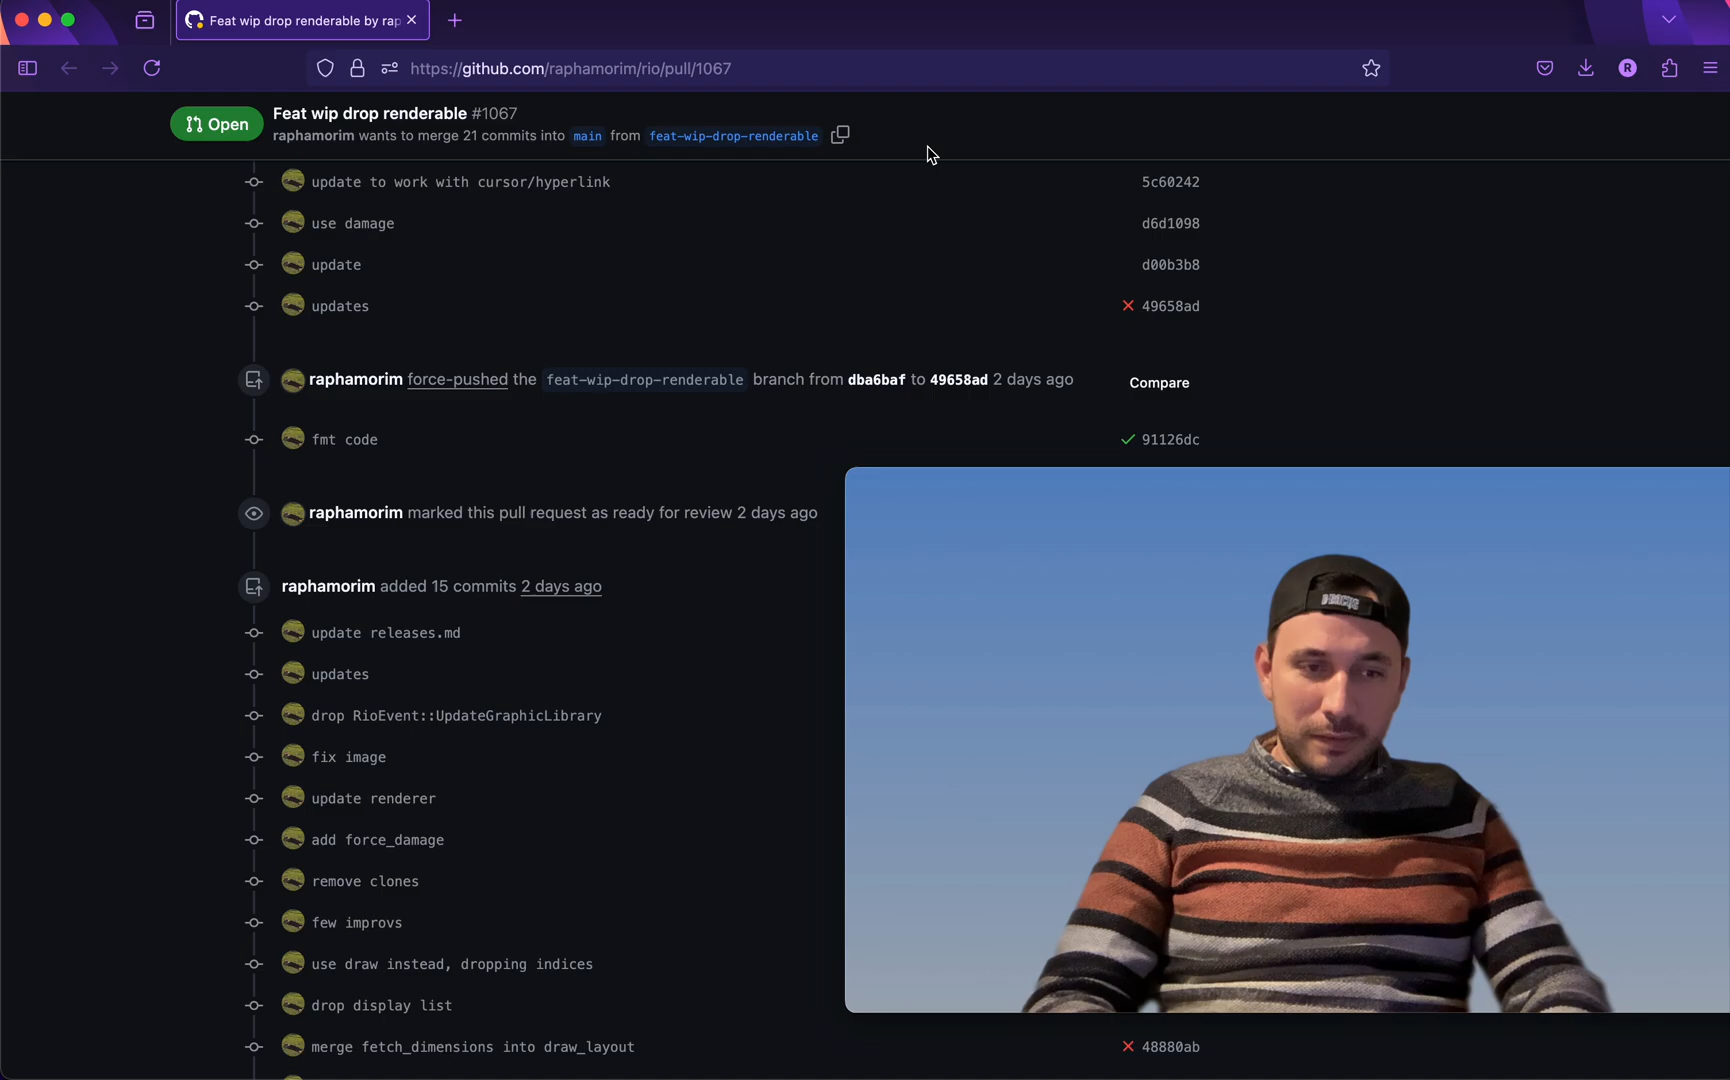 Feat wip drop renderable by rap
https://github.com/raphamorim/rio/pull/1067
R
Open
Feat wip drop renderable #1067
raphamorim wants to merge 21 commits into main from feat-wip-drop-renderable
update to work with cursor/hyperlink 5c60242
use damage d6d1098
update d00b3b8
updates 49658ad
raphamorim force-pushed the feat-wip-drop-renderable branch from dba6baf to 49658ad 2 days ago Compare
fmt code 91126dc
raphamorim marked this pull request as ready for review 2 days ago
raphamorim added 15 commits 2 days ago
update releases.md
updates
drop RioEvent::UpdateGraphicLibrary
fix image
update renderer
add force_damage
remove clones
few improvs
use draw instead, dropping indices
drop display list
merge fetch_dimensions into draw_layout 48880ab